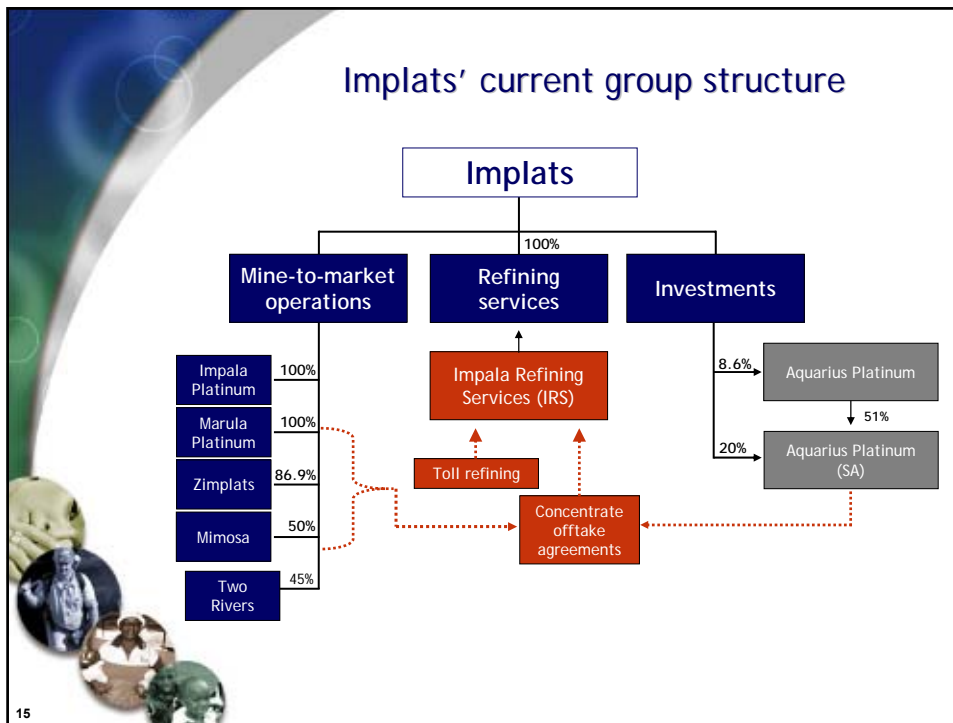 Implats' current group structure
Implats
100%
Mine-to-market
operations
Refining
services
Investments
Impala
Platinum
100%
Marula
Platinum
100%
Zimplats
86.9%
Mimosa
50%
Two
Rivers
45%
Impala Refining
Services (IRS)
Toll refining
Concentrate
offtake
agreements
8.6%
Aquarius Platinum
51%
20%
Aquarius Platinum
(SA)
15